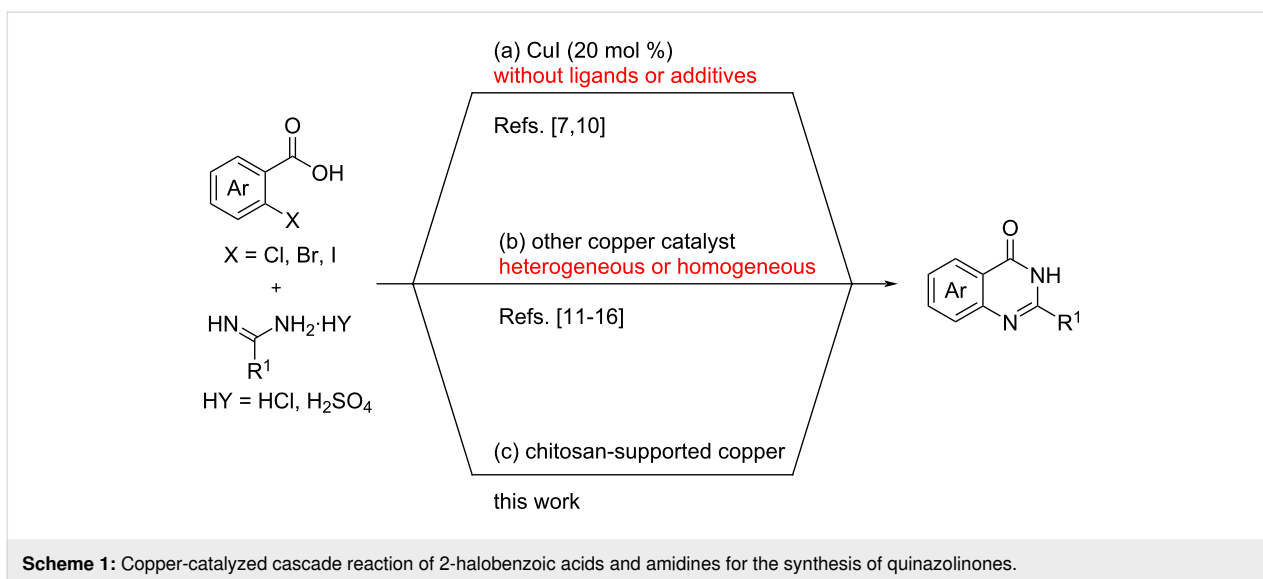 (a) CuI (20 mol %)
without ligands or additives
Refs. [7,10]
O
OH
Ar
X
X = Cl, Br, I
+
HN NH₂·HY
R¹
HY = HCl, H₂SO₄
(b) other copper catalyst
heterogeneous or homogeneous
Refs. [11-16]
(c) chitosan-supported copper
this work
O
NH
Ar
N R¹
Scheme 1: Copper-catalyzed cascade reaction of 2-halobenzoic acids and amidines for the synthesis of quinazolinones.